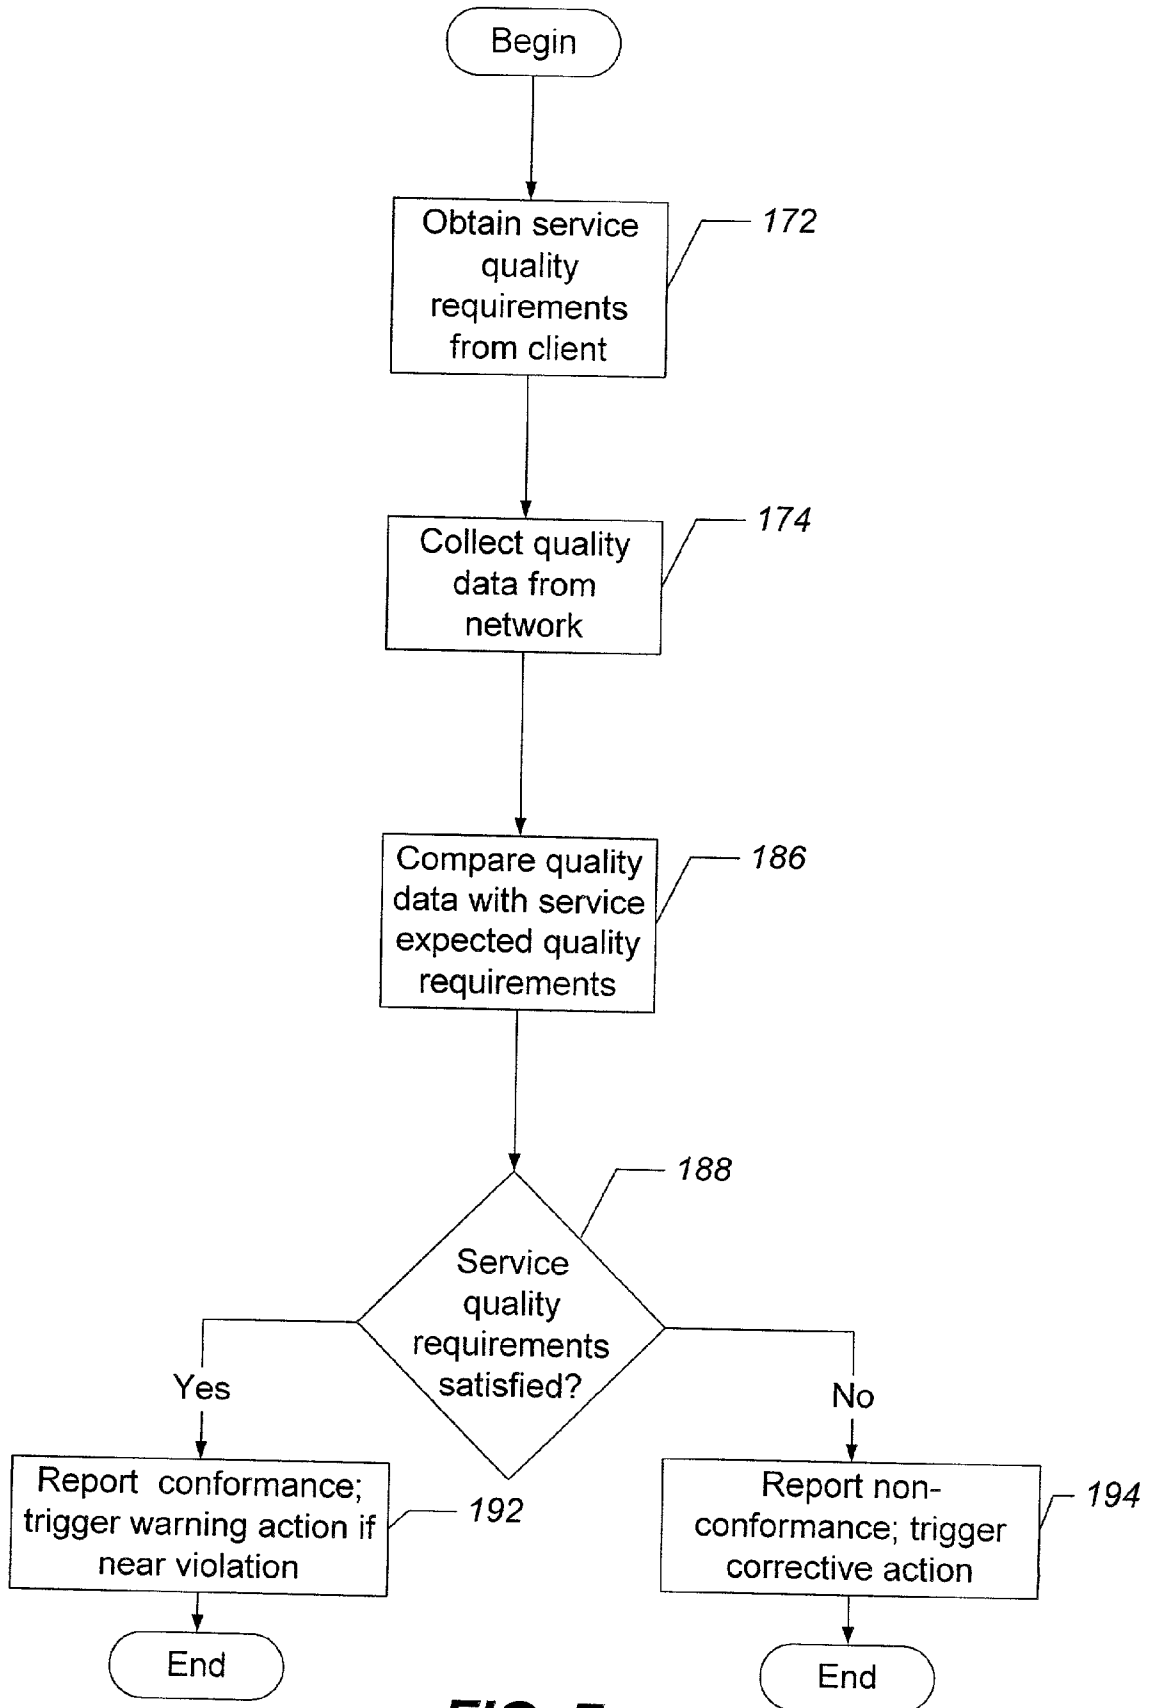 Begin
Obtain service
quality
requirements
from client
172
Collect quality
data from
network
174
Compare quality
data with service
expected quality
requirements
186
Service
quality
requirements
satisfied?
188
Yes
No
Report conformance;
trigger warning action if
near violation
192
Report non-
conformance; trigger
corrective action
194
End
End
FIG.